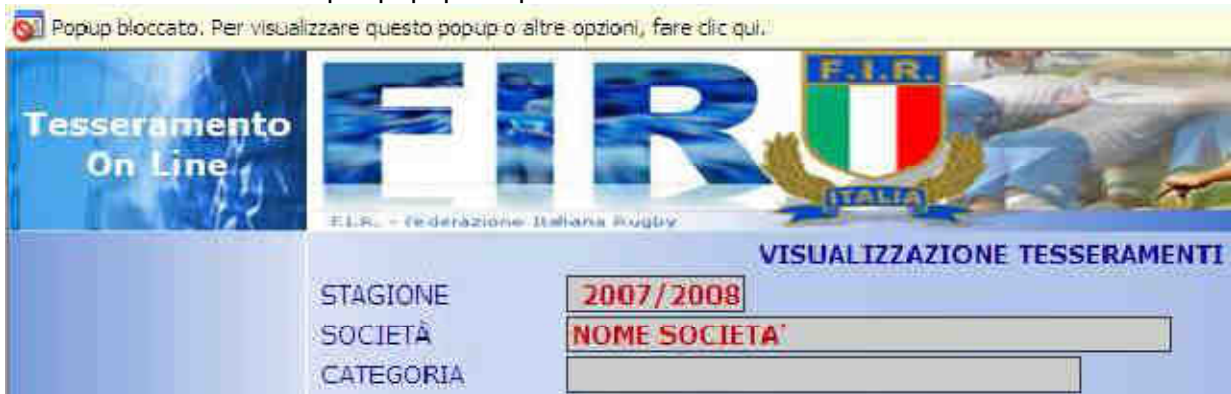 Popup bloccato. Per visualizzare questo popup o altre opzioni, fare clic qui.
Tesseramento
On Line
FIR
F.I.R.
ITALIA
F.I.R. - Federazione Italiana Rugby
VISUALIZZAZIONE TESSERAMENTI
STAGIONE 2007/2008
SOCIETÀ NOME SOCIETA'
CATEGORIA